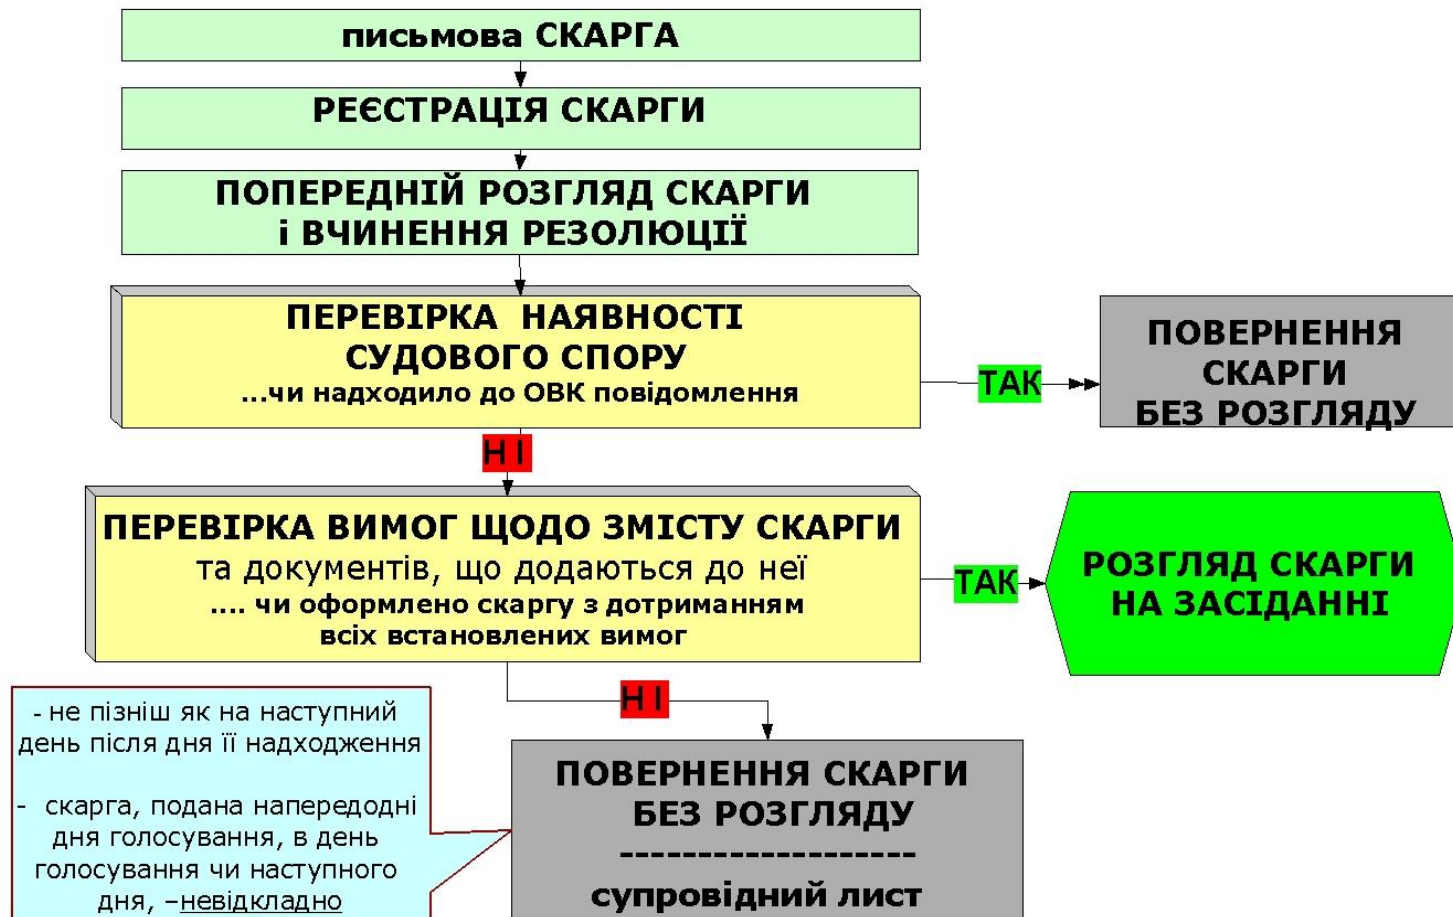 письмова СКАРГА
РЕЄСТРАЦІЯ СКАРГИ
ПОПЕРЕДНІЙ РОЗГЛЯД СКАРГИ
і ВЧИНЕННЯ РЕЗОЛЮЦІЇ
ПЕРЕВІРКА НАЯВНОСТІ
СУДОВОГО СПОРУ
...чи надходило до ОВК повідомлення
ТАК
ПОВЕРНЕННЯ
СКАРГИ
БЕЗ РОЗГЛЯДУ
НІ
ПЕРЕВІРКА ВИМОГ ЩОДО ЗМІСТУ СКАРГИ
та документів, що додаються до неї
.... чи оформлено скаргу з дотриманням
всіх встановлених вимог
ТАК
РОЗГЛЯД СКАРГИ
НА ЗАСІДАННІ
НІ
- не пізніш як на наступний
день після дня її надходження
- скарга, подана напередодні
дня голосування, в день
голосування чи наступного
дня, –невідкладно
ПОВЕРНЕННЯ СКАРГИ
БЕЗ РОЗГЛЯДУ
-------------------
супровідний лист